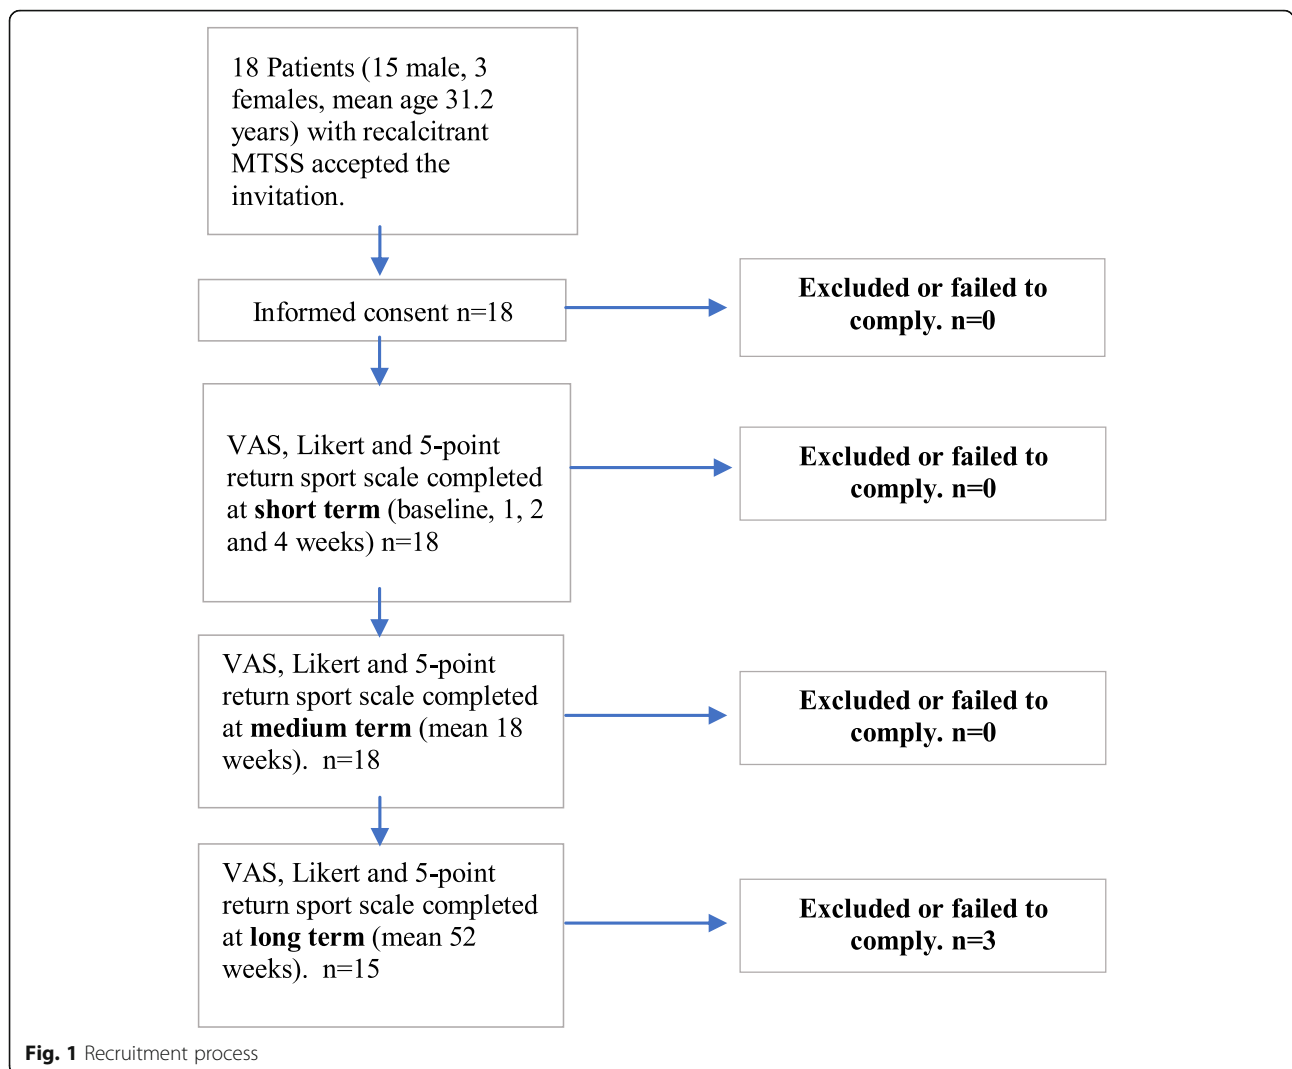 18 Patients (15 male, 3
females, mean age 31.2
years) with recalcitrant
MTSS accepted the
invitation.
Informed consent n=18
Excluded or failed to
comply. n=0
VAS, Likert and 5-point
return sport scale completed
at short term (baseline, 1, 2
and 4 weeks) n=18
Excluded or failed to
comply. n=0
VAS, Likert and 5-point
return sport scale completed
at medium term (mean 18
weeks).  n=18
Excluded or failed to
comply. n=0
VAS, Likert and 5-point
return sport scale completed
at long term (mean 52
weeks).  n=15
Excluded or failed to
comply. n=3
Fig. 1 Recruitment process